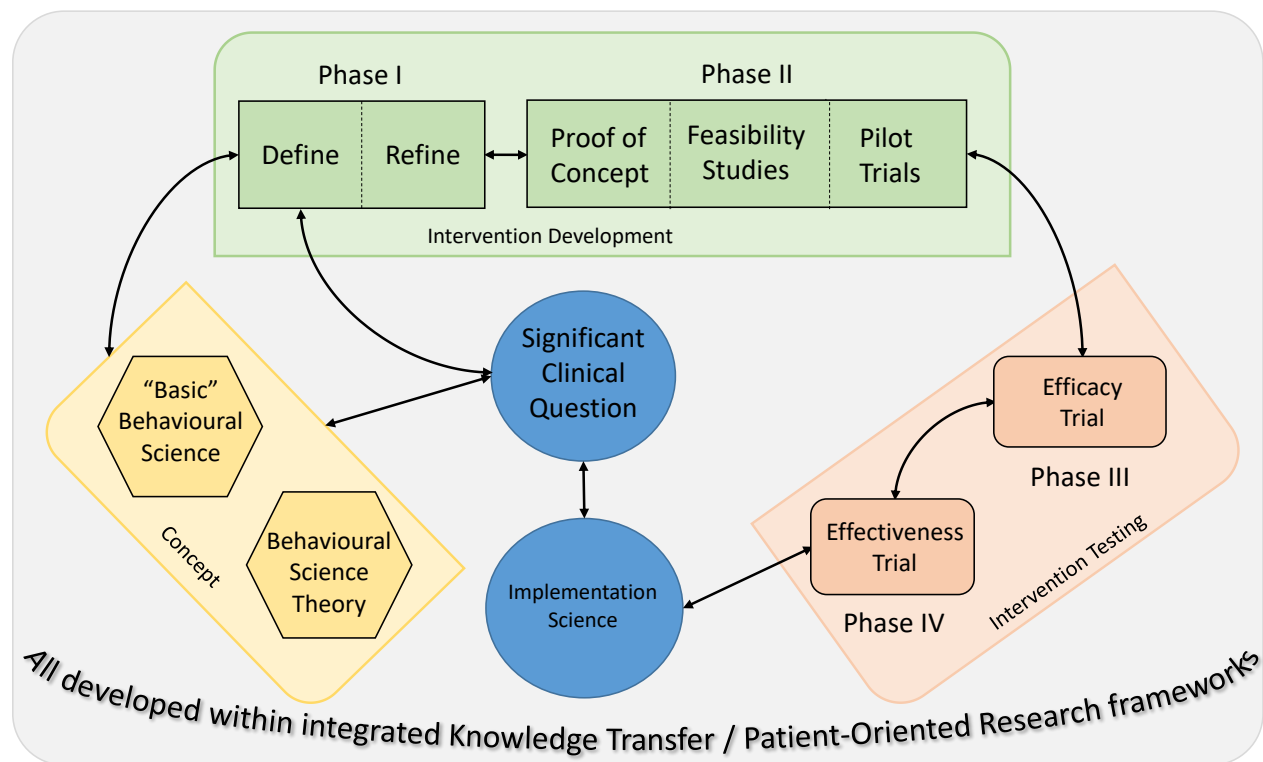 Phase I
Phase II
Define
Refine
Proof of
Concept
Feasibility
Studies
Pilot
Trials
Intervention Development
Significant
Clinical
Question
“Basic”
Behavioural
Science
Behavioural
Science
Theory
Concept
Implementation
Science
Efficacy
Trial
Phase III
Effectiveness
Trial
Phase IV
Intervention Testing
All developed within integrated Knowledge Transfer / Patient-Oriented Research frameworks